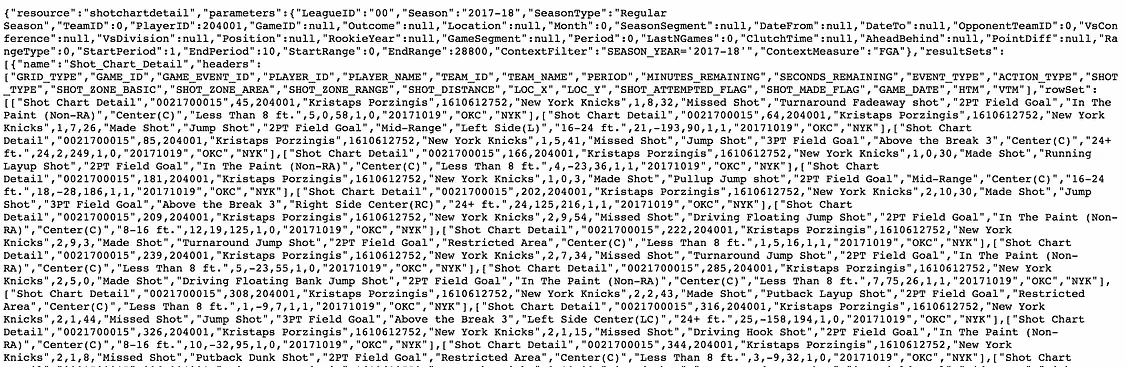 {"resource":"shotchartdetail","parameters":{"LeagueID":"00","Season":"2017-18","SeasonType":"Regular
Season","TeamID":0,"PlayerID":204001,"GameID":null,"Outcome":null,"Location":null,"Month":0,"SeasonSegment":null,"DateFrom":null,"DateTo":null,"OpponentTeamID":0,"VsCon
ference":null,"VsDivision":null,"Position":null,"RookieYear":null,"GameSegment":null,"Period":0,"LastNGames":0,"ClutchTime":null,"AheadBehind":null,"PointDiff":null,"Ra
ngeType":0,"StartPeriod":1,"EndPeriod":10,"StartRange":0,"EndRange":28800,"ContextFilter":"SEASON_YEAR='2017-18'","ContextMeasure":"FGA"},"resultSets":
[{"name":"Shot_Chart_Detail","headers":
["GRID_TYPE","GAME_ID","GAME_EVENT_ID","PLAYER_ID","PLAYER_NAME","TEAM_ID","TEAM_NAME","PERIOD","MINUTES_REMAINING","SECONDS_REMAINING","EVENT_TYPE","ACTION_TYPE","SHOT
_TYPE","SHOT_ZONE_BASIC","SHOT_ZONE_AREA","SHOT_ZONE_RANGE","SHOT_DISTANCE","LOC_X","LOC_Y","SHOT_ATTEMPTED_FLAG","SHOT_MADE_FLAG","GAME_DATE","HTM","VTM"],"rowSet":
[["Shot Chart Detail","0021700015",45,204001,"Kristaps Porzingis",1610612752,"New York Knicks",1,8,32,"Missed Shot","Turnaround Fadeaway shot","2PT Field Goal","In The
Paint (Non-RA)","Center(C)","Less Than 8 ft.",5,0,58,1,0,"20171019","OKC","NYK"],["Shot Chart Detail","0021700015",64,204001,"Kristaps Porzingis",1610612752,"New York
Knicks",1,7,26,"Made Shot","Jump Shot","2PT Field Goal","Mid-Range","Left Side(L)","16-24 ft.",21,-193,90,1,1,"20171019","OKC","NYK"],["Shot Chart
Detail","0021700015",85,204001,"Kristaps Porzingis",1610612752,"New York Knicks",1,5,41,"Missed Shot","Jump Shot","3PT Field Goal","Above the Break 3","Center(C)","24+
ft.",24,2,249,1,0,"20171019","OKC","NYK"],["Shot Chart Detail","0021700015",166,204001,"Kristaps Porzingis",1610612752,"New York Knicks",1,0,30,"Made Shot","Running
Layup Shot","2PT Field Goal","In The Paint (Non-RA)","Center(C)","Less Than 8 ft.",4,-23,36,1,1,"20171019","OKC","NYK"],["Shot Chart
Detail","0021700015",181,204001,"Kristaps Porzingis",1610612752,"New York Knicks",1,0,3,"Made Shot","Pullup Jump shot","2PT Field Goal","Mid-Range","Center(C)","16-24
ft.",18,-28,186,1,1,"20171019","OKC","NYK"],["Shot Chart Detail","0021700015",202,204001,"Kristaps Porzingis",1610612752,"New York Knicks",2,10,30,"Made Shot","Jump
Shot","3PT Field Goal","Above the Break 3","Right Side Center(RC)","24+ ft.",24,125,216,1,1,"20171019","OKC","NYK"],["Shot Chart
Detail","0021700015",209,204001,"Kristaps Porzingis",1610612752,"New York Knicks",2,9,54,"Missed Shot","Driving Floating Jump Shot","2PT Field Goal","In The Paint (Non-
RA)","Center(C)","8-16 ft.",12,19,125,1,0,"20171019","OKC","NYK"],["Shot Chart Detail","0021700015",222,204001,"Kristaps Porzingis",1610612752,"New York
Knicks",2,9,3,"Made Shot","Turnaround Jump Shot","2PT Field Goal","Restricted Area","Center(C)","Less Than 8 ft.",1,5,16,1,1,"20171019","OKC","NYK"],["Shot Chart
Detail","0021700015",239,204001,"Kristaps Porzingis",1610612752,"New York Knicks",2,7,34,"Missed Shot","Turnaround Jump Shot","2PT Field Goal","In The Paint (Non-
RA)","Center(C)","Less Than 8 ft.",5,-23,55,1,0,"20171019","OKC","NYK"],["Shot Chart Detail","0021700015",285,204001,"Kristaps Porzingis",1610612752,"New York
Knicks",2,5,0,"Made Shot","Driving Floating Bank Jump Shot","2PT Field Goal","In The Paint (Non-RA)","Center(C)","Less Than 8 ft.",7,75,26,1,1,"20171019","OKC","NYK"],
["Shot Chart Detail","0021700015",308,204001,"Kristaps Porzingis",1610612752,"New York Knicks",2,2,43,"Made Shot","Putback Layup Shot","2PT Field Goal","Restricted
Area","Center(C)","Less Than 8 ft.",1,-9,7,1,1,"20171019","OKC","NYK"],["Shot Chart Detail","0021700015",316,204001,"Kristaps Porzingis",1610612752,"New York
Knicks",2,1,44,"Missed Shot","Jump Shot","3PT Field Goal","Above the Break 3","Left Side Center(LC)","24+ ft.",25,-158,194,1,0,"20171019","OKC","NYK"],["Shot Chart
Detail","0021700015",326,204001,"Kristaps Porzingis",1610612752,"New York Knicks",2,1,15,"Missed Shot","Driving Hook Shot","2PT Field Goal","In The Paint (Non-
RA)","Center(C)","8-16 ft.",10,-32,95,1,0,"20171019","OKC","NYK"],["Shot Chart Detail","0021700015",344,204001,"Kristaps Porzingis",1610612752,"New York
Knicks",2,1,8,"Missed Shot","Putback Dunk Shot","2PT Field Goal","Restricted Area","Center(C)","Less Than 8 ft.",3,-9,32,1,0,"20171019","OKC","NYK"],["Shot Chart